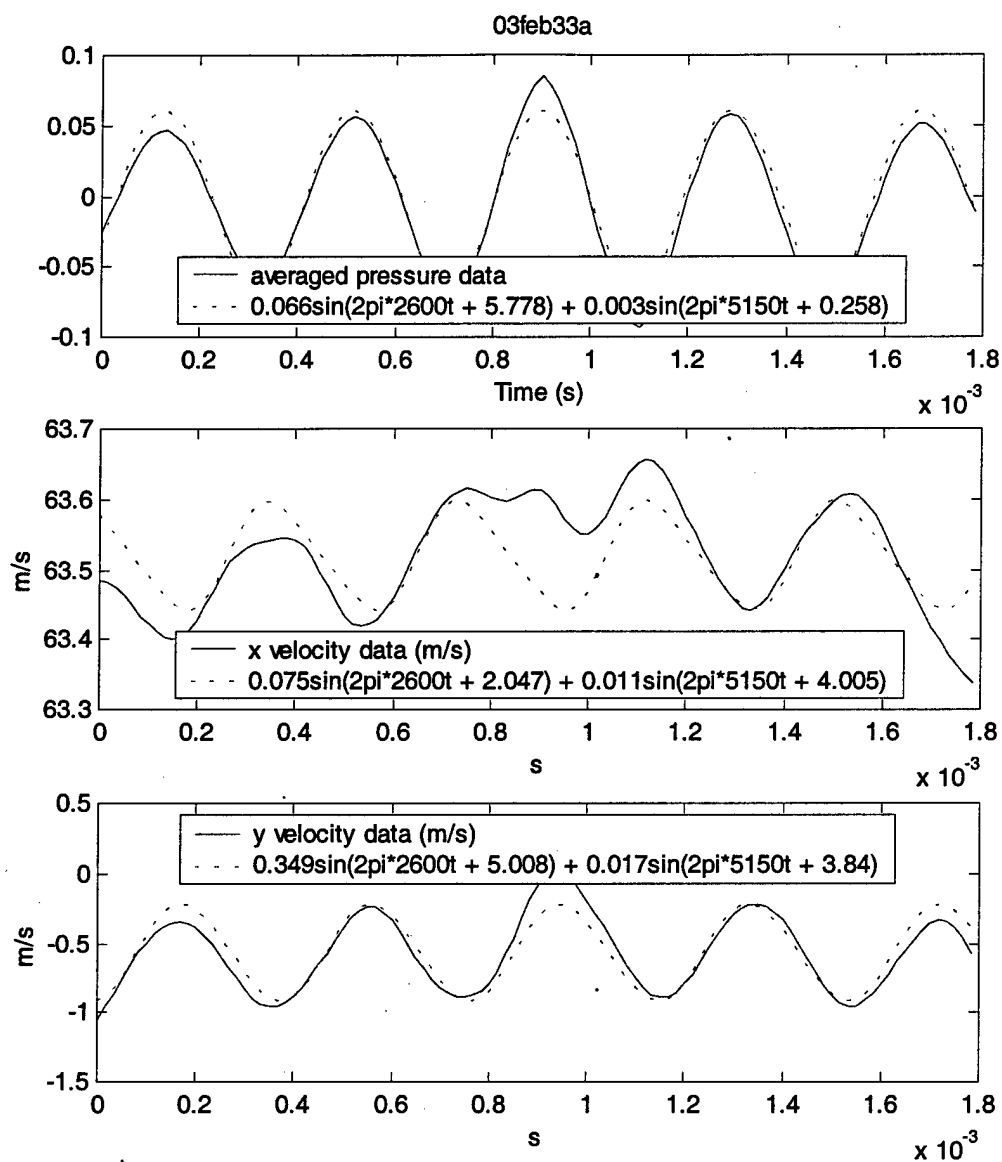 03feb33a
0.1
0.05
0
-0.05
-0.1
averaged pressure data
0.066sin(2pi*2600t + 5.778) + 0.003sin(2pi*5150t + 0.258)
0 0.2 0.4 0.6 0.8 1 1.2 1.4 1.6 1.8
Time (s)
x 10-3
63.7
63.6
63.5
63.4
63.3
m/s
x velocity data (m/s)
0.075sin(2pi*2600t + 2.047) + 0.011sin(2pi*5150t + 4.005)
0 0.2 0.4 0.6 0.8 1 1.2 1.4 1.6 1.8
s
x 10-3
0.5
0
-0.5
-1
-1.5
m/s
y velocity data (m/s)
0.349sin(2pi*2600t + 5.008) + 0.017sin(2pi*5150t + 3.84)
0 0.2 0.4 0.6 0.8 1 1.2 1.4 1.6 1.8
s
x 10-3